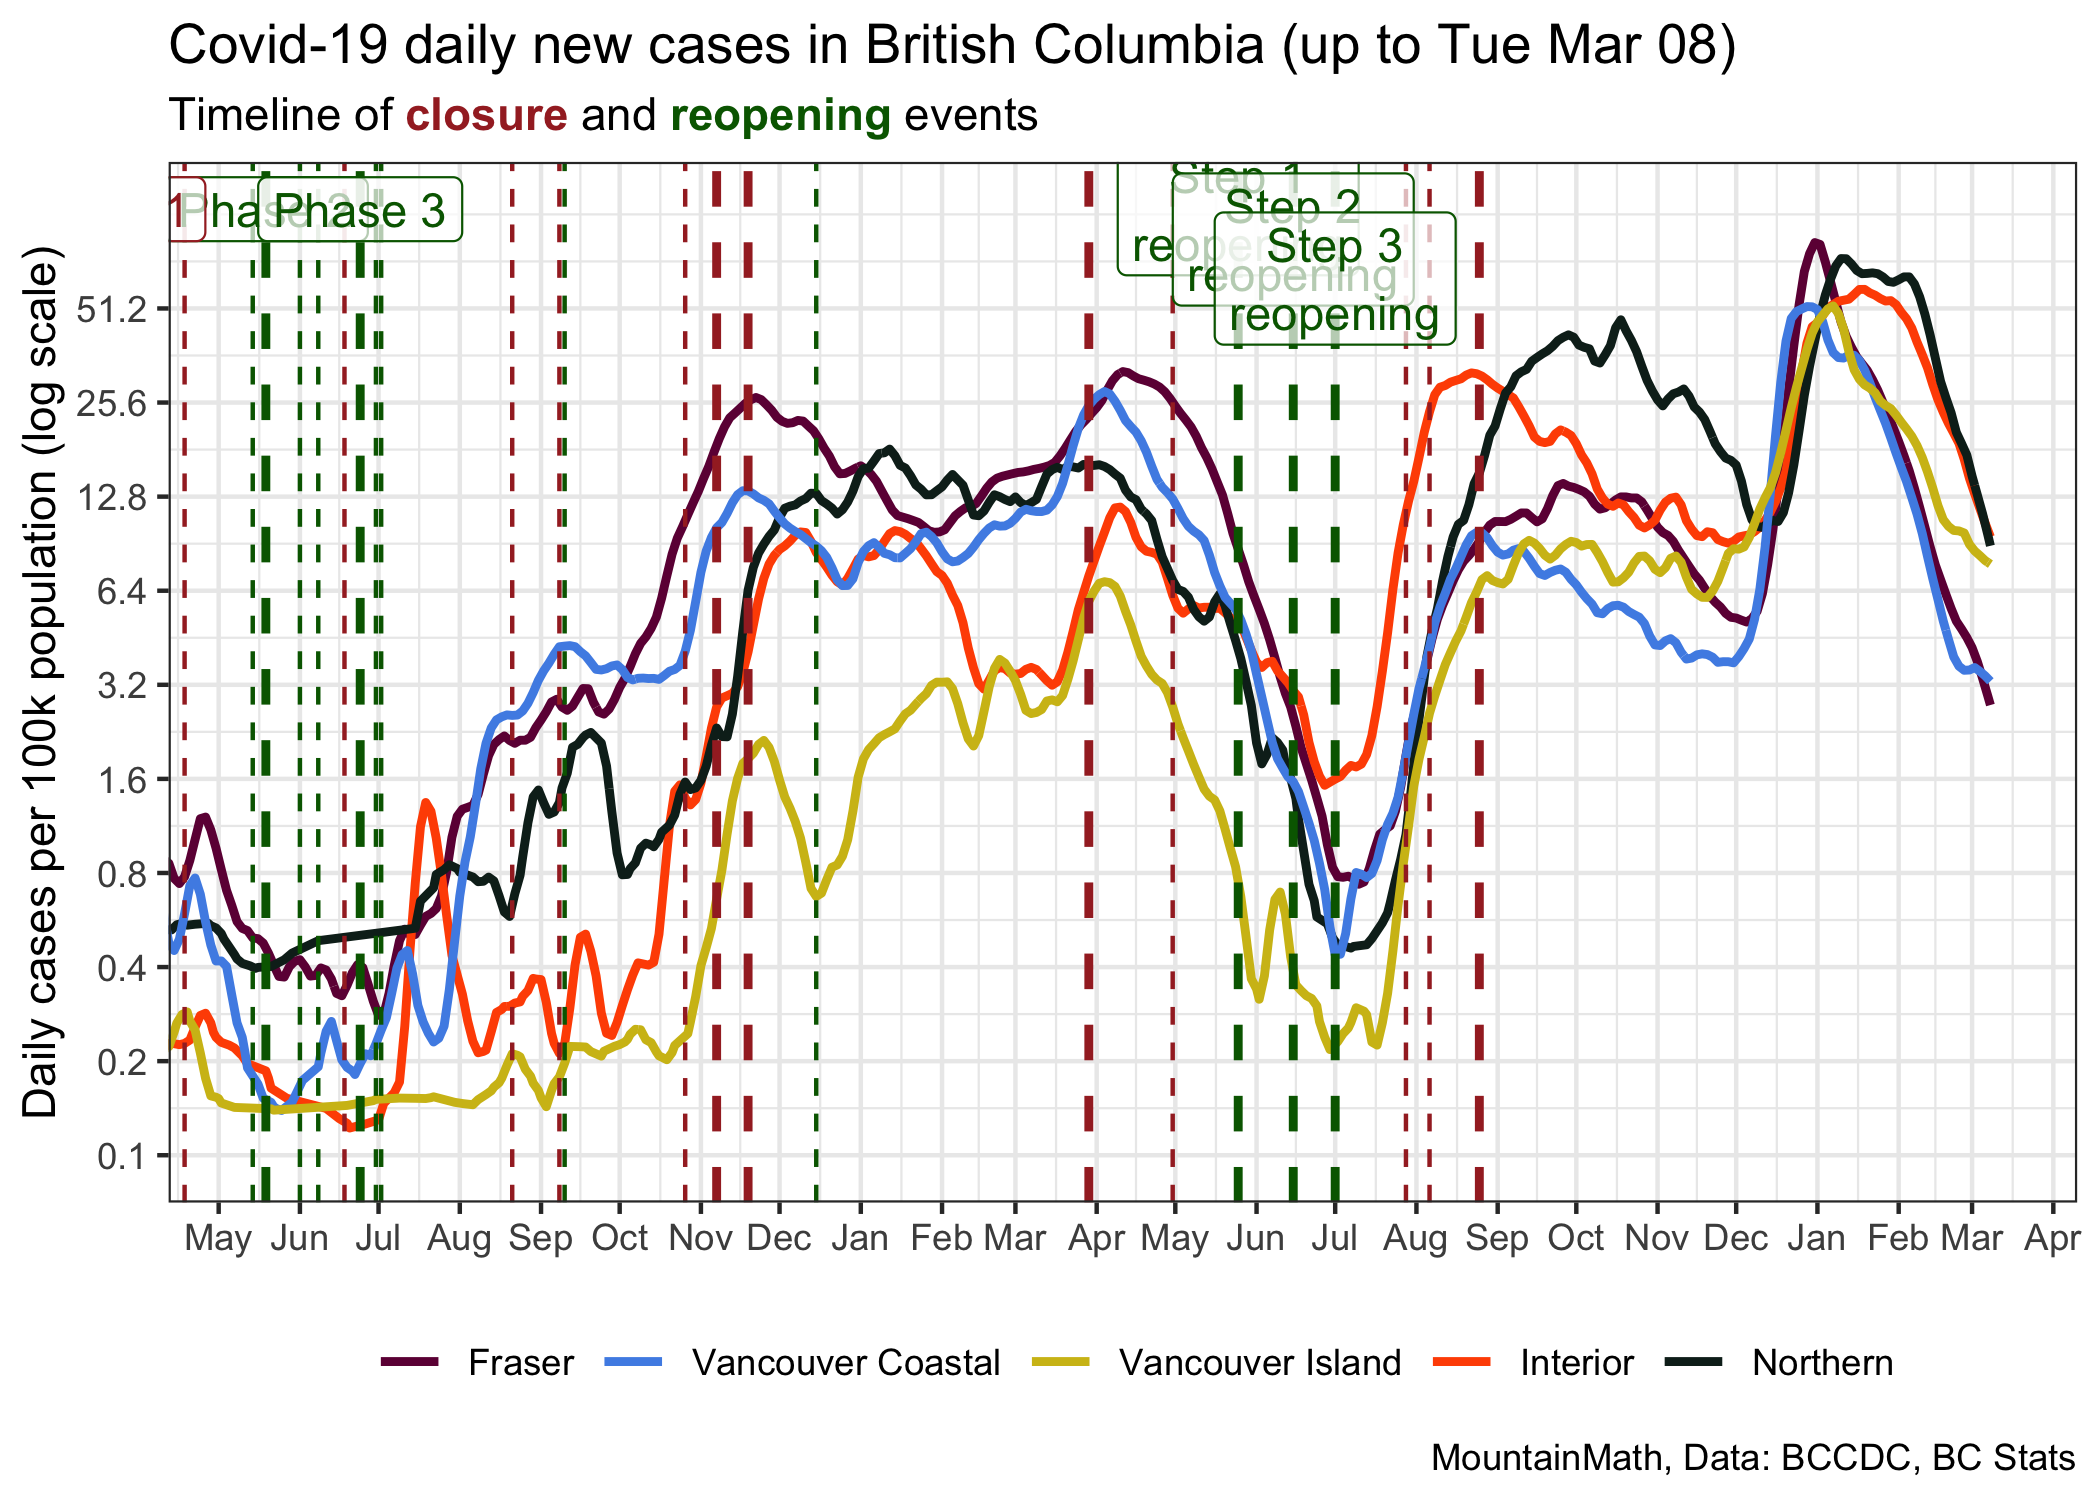 Covid-19 daily new cases in British Columbia (up to Tue Mar 08)
Timeline of closure and reopening events
Daily cases per 100k population (log scale)
51.2
25.6
12.8
6.4
3.2
1.6
0.8
0.4
0.2
0.1
1
Phase 2
Phase 3
Step 1
reopening
Step 2
reopening
Step 3
reopening
May Jun Jul Aug Sep Oct Nov Dec Jan Feb Mar Apr May Jun Jul Aug Sep Oct Nov Dec Jan Feb Mar Apr
Fraser Vancouver Coastal Vancouver Island Interior Northern
MountainMath, Data: BCCDC, BC Stats